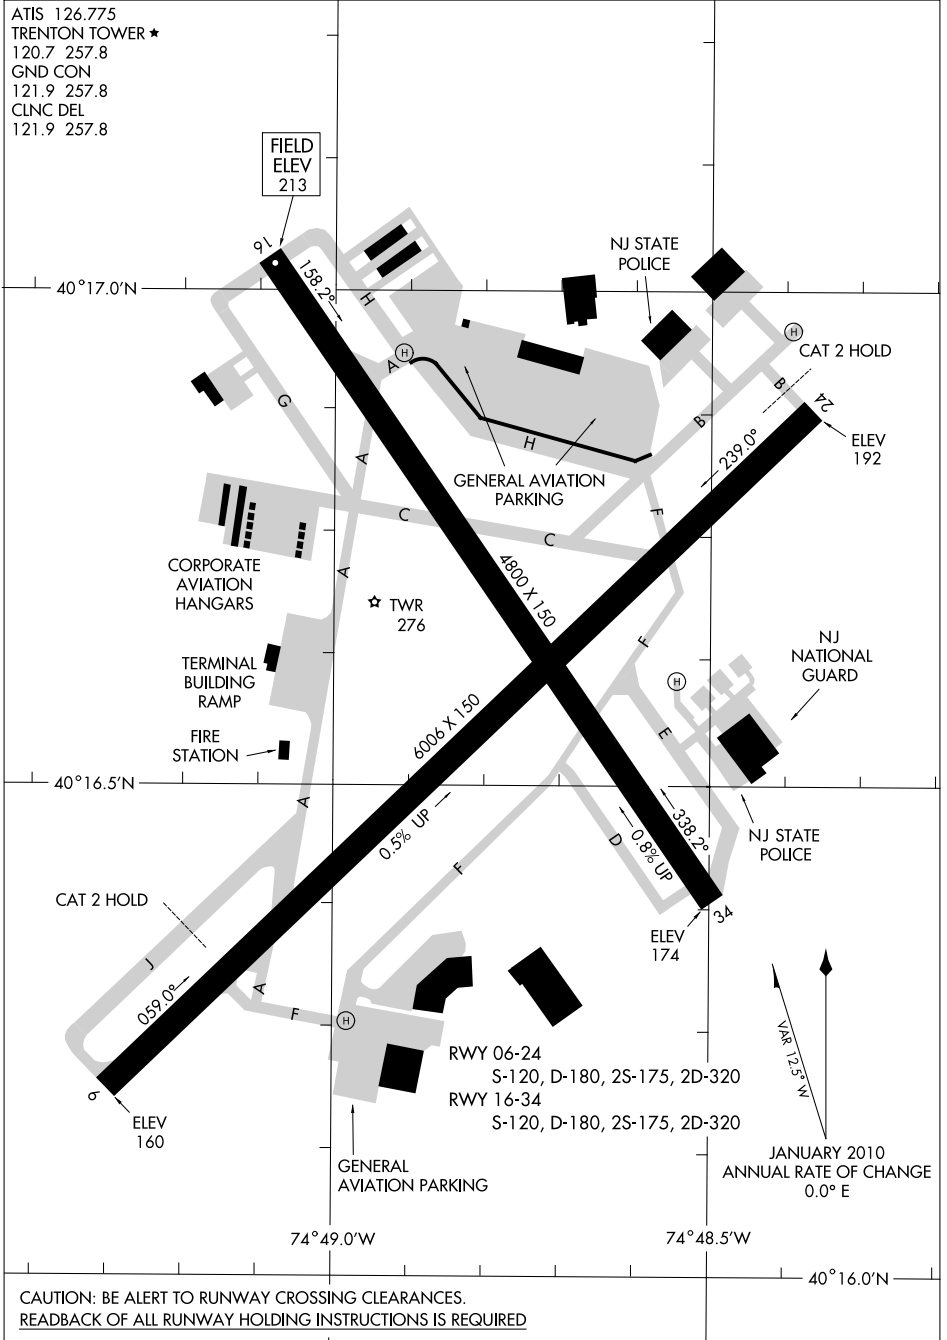 ATIS 126.775
TRENTON TOWER ★
120.7 257.8
GND CON
121.9 257.8
CLNC DEL
121.9 257.8
FIELD
ELEV
213
16
158.2°
H
NJ STATE
POLICE
40°17.0'N
H
H
CAT 2 HOLD
A
G
B
B
24
ELEV
192
239.0°
H
A
GENERAL AVIATION
PARKING
C
F
C
CORPORATE
AVIATION
HANGARS
A
4800 X 150
TWR
276
F
NJ
NATIONAL
GUARD
TERMINAL
BUILDING
RAMP
H
E
FIRE
STATION
6006 X 150
40°16.5'N
A
0.5% UP
338.2°
0.8% UP
D
NJ STATE
POLICE
F
CAT 2 HOLD
34
ELEV
174
J
059.0°
A
F
H
VAR 12.5° W
RWY 06-24
S-120, D-180, 2S-175, 2D-320
RWY 16-34
S-120, D-180, 2S-175, 2D-320
6
ELEV
160
GENERAL
AVIATION PARKING
JANUARY 2010
ANNUAL RATE OF CHANGE
0.0° E
74°49.0'W
74°48.5'W
40°16.0'N
CAUTION: BE ALERT TO RUNWAY CROSSING CLEARANCES.
READBACK OF ALL RUNWAY HOLDING INSTRUCTIONS IS REQUIRED